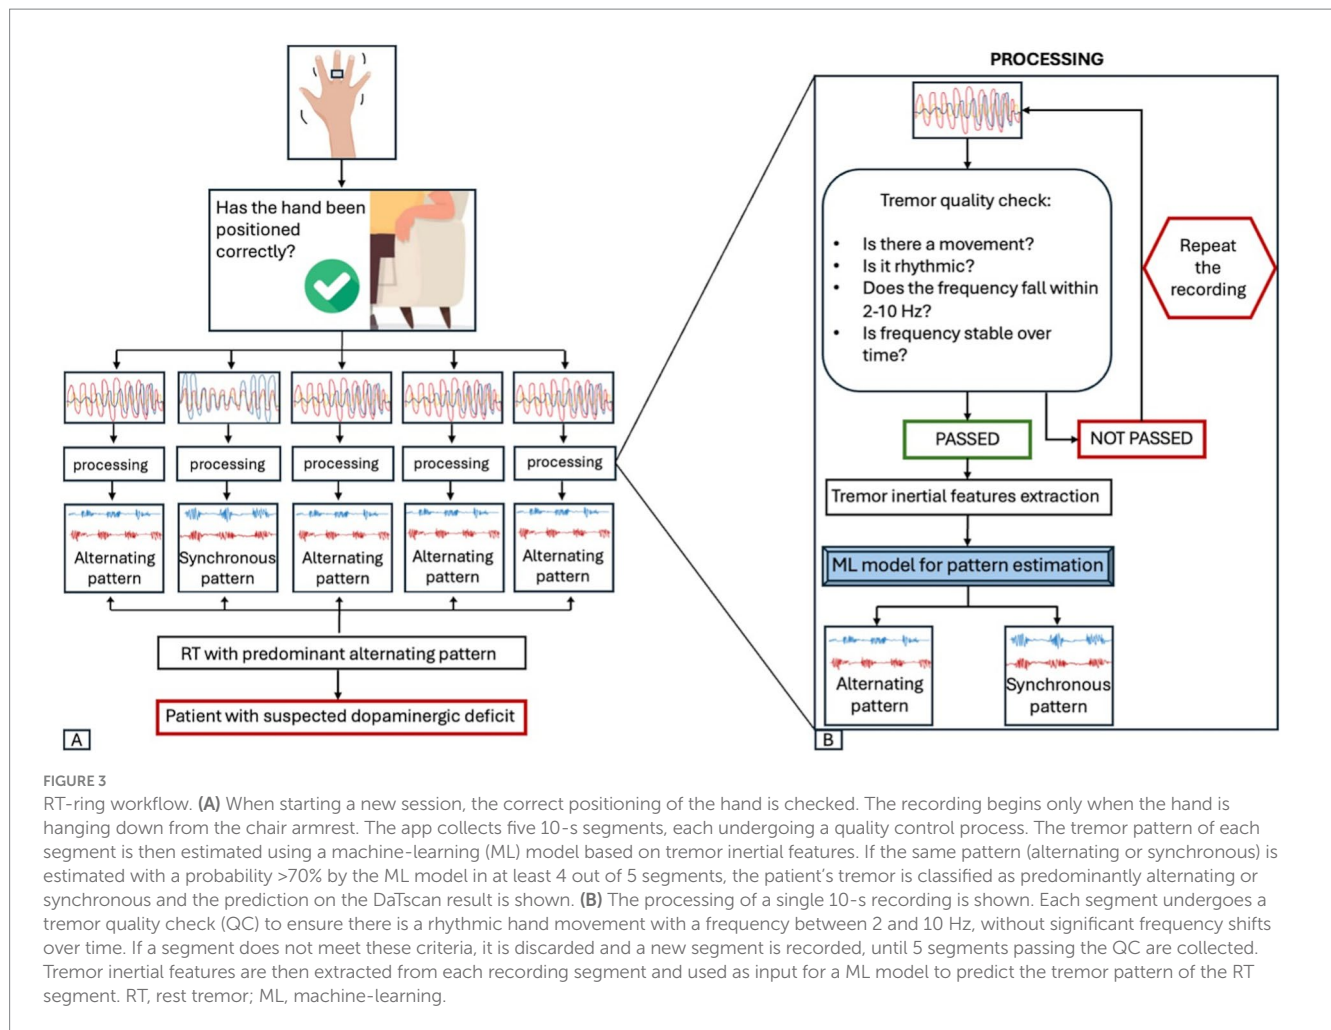 PROCESSING
Has the hand been
positioned
correctly?
Tremor quality check:
• Is there a movement?
• Is it rhythmic?
• Does the frequency fall within
2-10 Hz?
• Is frequency stable over
time?
Repeat
the
recording
PASSED
NOT PASSED
processing
processing
processing
processing
processing
Tremor inertial features extraction
ML model for pattern estimation
Alternating
pattern
Synchronous
pattern
Alternating
pattern
Alternating
pattern
Alternating
pattern
Alternating
pattern
Synchronous
pattern
RT with predominant alternating pattern
Patient with suspected dopaminergic deficit
A
B
FIGURE 3
RT-ring workflow. (A) When starting a new session, the correct positioning of the hand is checked. The recording begins only when the hand is
hanging down from the chair armrest. The app collects five 10-s segments, each undergoing a quality control process. The tremor pattern of each
segment is then estimated using a machine-learning (ML) model based on tremor inertial features. If the same pattern (alternating or synchronous) is
estimated with a probability >70% by the ML model in at least 4 out of 5 segments, the patient's tremor is classified as predominantly alternating or
synchronous and the prediction on the DaTscan result is shown. (B) The processing of a single 10-s recording is shown. Each segment undergoes a
tremor quality check (QC) to ensure there is a rhythmic hand movement with a frequency between 2 and 10 Hz, without significant frequency shifts
over time. If a segment does not meet these criteria, it is discarded and a new segment is recorded, until 5 segments passing the QC are collected.
Tremor inertial features are then extracted from each recording segment and used as input for a ML model to predict the tremor pattern of the RT
segment. RT, rest tremor; ML, machine-learning.